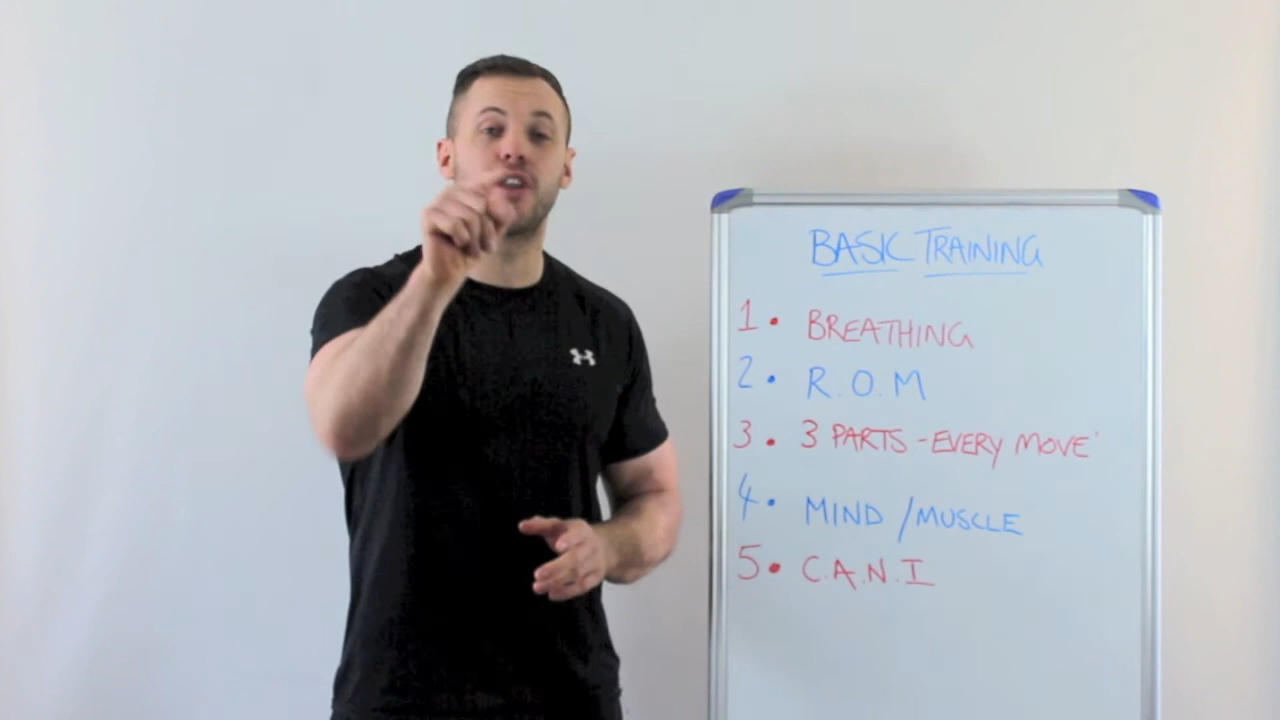 BASIC TRAINING
1. BREATHING
2. R.O.M
3. 3 PARTS - EVERY MOVE'
4. MIND / MUSCLE
5. C.A.N.I